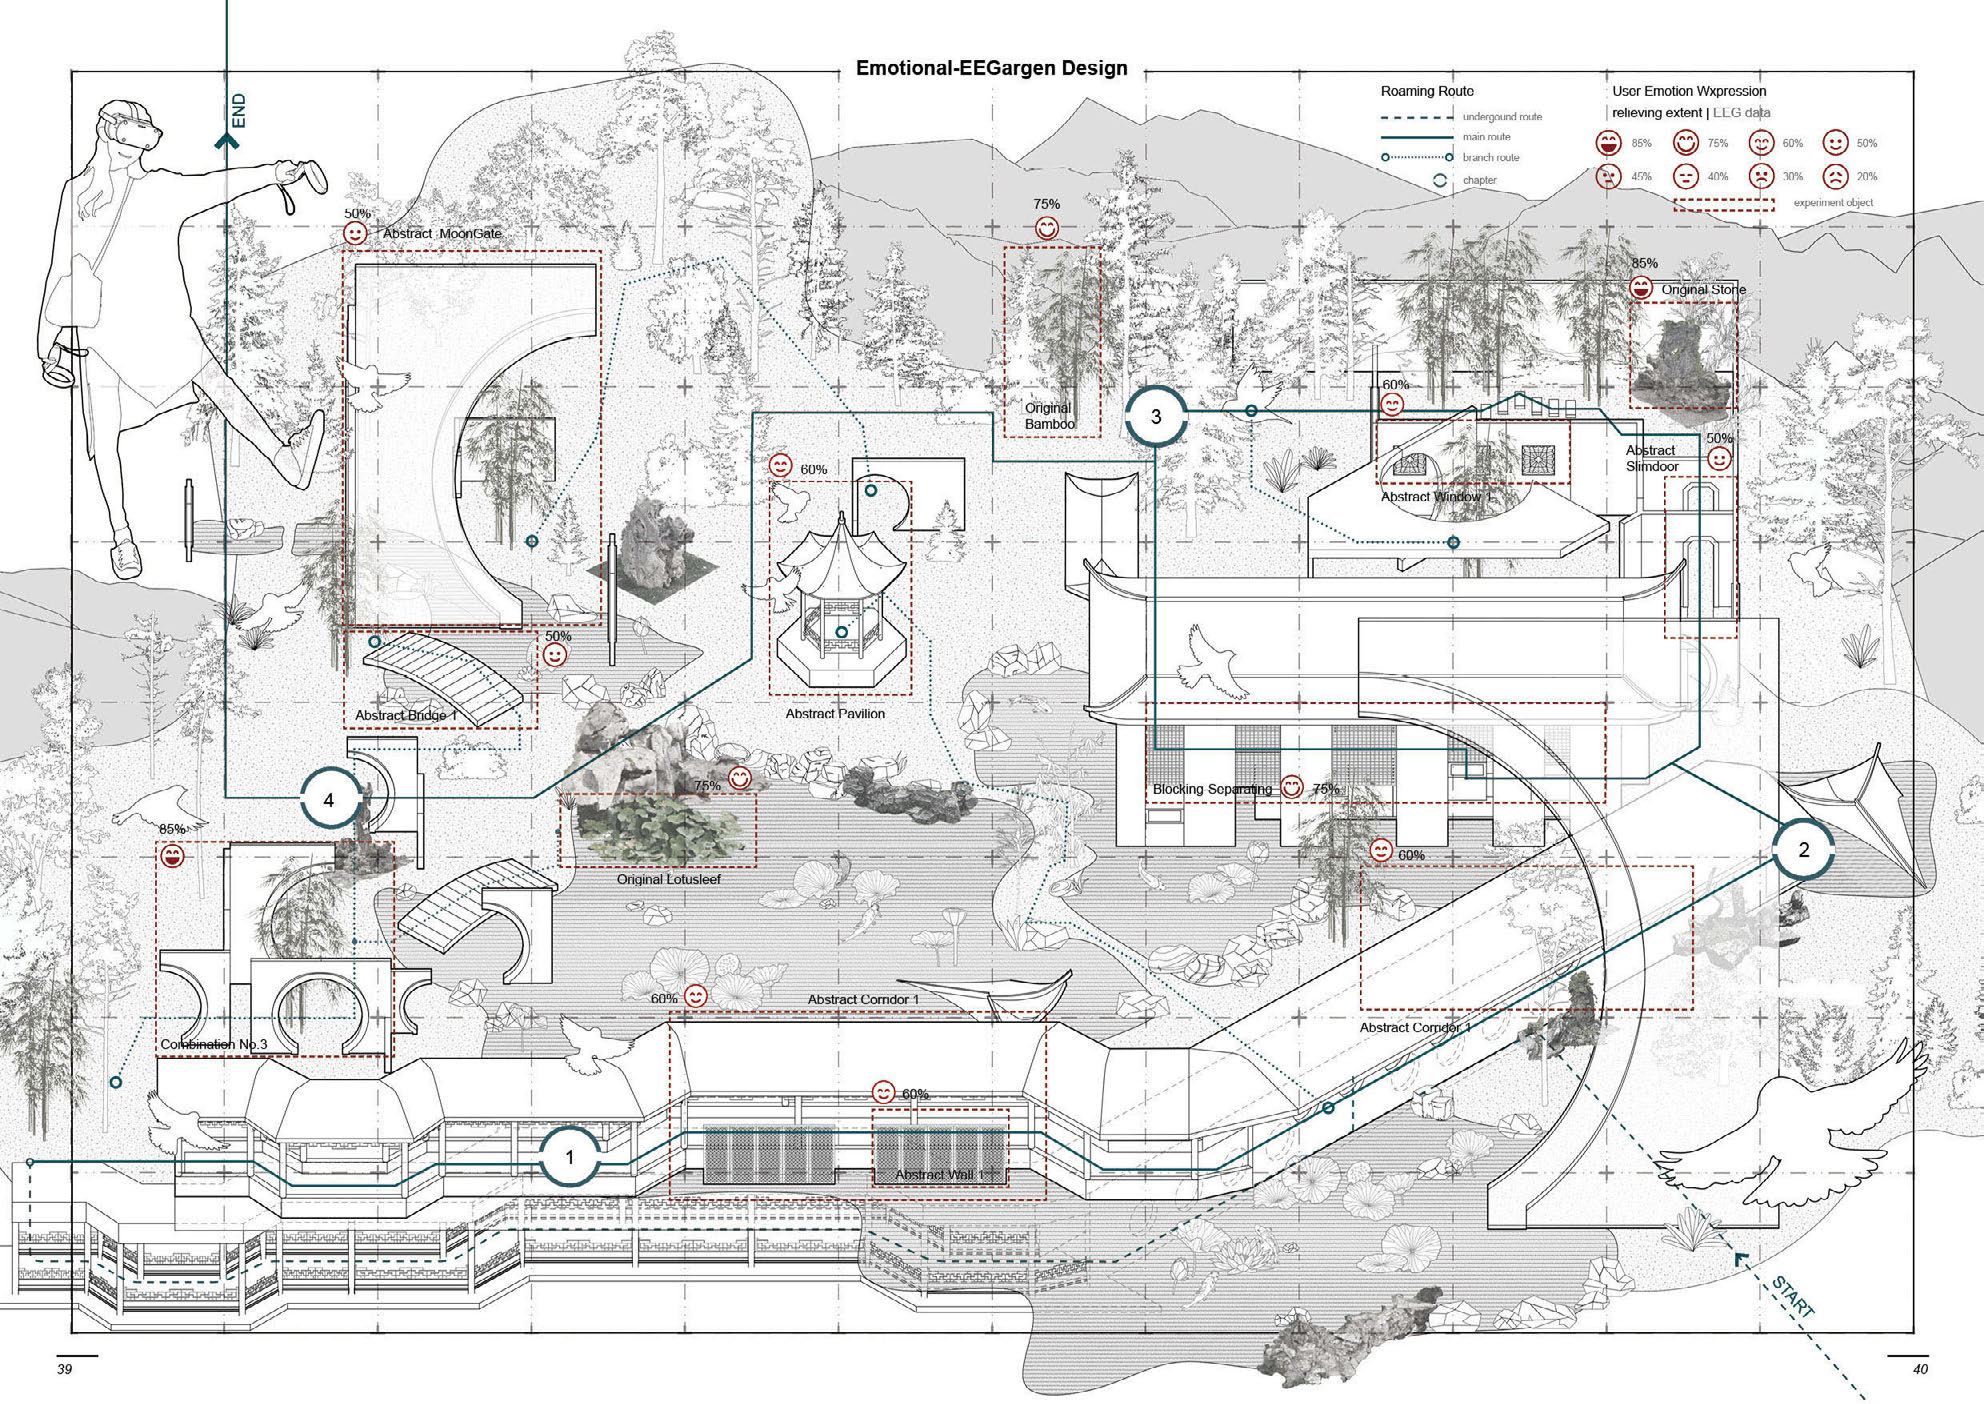 Emotional-EEGargen Design
END
Roaming Route
undergound route
main route
branch route
chapter
User Emotion Wxpression
relieving extent | EEG data
85%
75%
60%
50%
45%
40%
30%
20%
experiment object
50%
Abstract MoonGate
75%
Original
Bamboo
85%
Original Stone
3
60%
Abstract Window 1
50%
Abstract
Slimdoor
60%
Abstract Pavilion
50%
Abstract Bridge 1
75%
Original Lotusleef
Blocking Separating
75%
4
85%
Combination No.3
60%
2
Abstract Corridor 1
60%
Abstract Corridor 1
60%
Abstract Wall 1
1
START
39
40